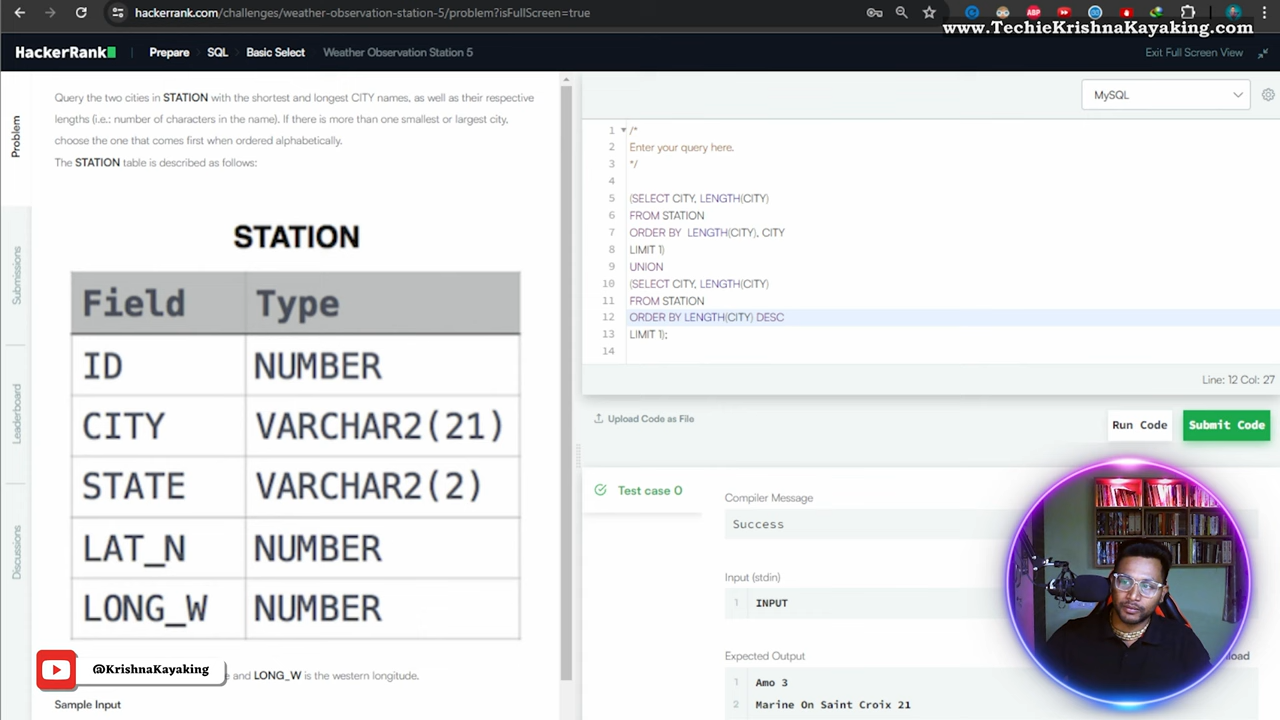 hackerrank.com/challenges/weather-observation-station-5/problem?isFullScreen=true
www.TechieKrishnaKayaking.com
HackerRank
Prepare
SQL
Basic Select
Weather Observation Station 5
Exit Full Screen View
Problem
Submissions
Leaderboard
Discussions
Query the two cities in STATION with the shortest and longest CITY names, as well as their respective
lengths (i.e.: number of characters in the name). If there is more than one smallest or largest city,
choose the one that comes first when ordered alphabetically.
The STATION table is described as follows:
STATION
Field Type
ID NUMBER
CITY VARCHAR2(21)
STATE VARCHAR2(2)
LAT_N NUMBER
LONG_W NUMBER
@KrishnaKayaking
e and LONG_W is the western longitude.
Sample Input
MySQL
1 /*
2 Enter your query here.
3 */
4
5 (SELECT CITY, LENGTH(CITY)
6 FROM STATION
7 ORDER BY LENGTH(CITY), CITY
8 LIMIT 1)
9 UNION
10 (SELECT CITY, LENGTH(CITY)
11 FROM STATION
12 ORDER BY LENGTH(CITY) DESC
13 LIMIT 1);
14
Line: 12 Col: 27
Upload Code as File
Run Code
Submit Code
Test case 0
Compiler Message
Success
Input (stdin)
1 INPUT
Expected Output
1 Amo 3
2 Marine On Saint Croix 21